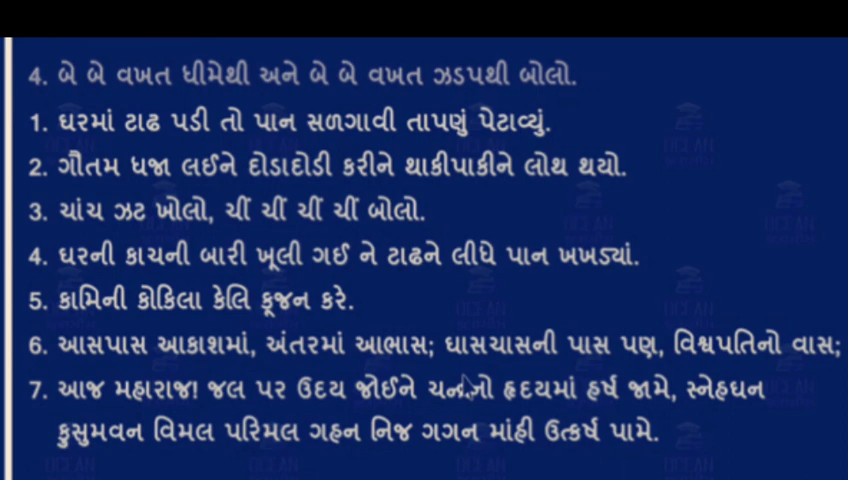 4. બે બે વખત ધીમેથી અને બે બે વખત ઝડપથી બોલો.
1. ઘરમાં ટાઢ પડી તો પાન સળગાવી તાપણું પેટાવ્યું.
2. ગૌતમ ધજા લઈને દોડાદોડી કરીને થાકીપાકીને લોથ થયો.
3. ચાંચ ઝટ ખોલો, ચીં ચીં ચીં ચીં બોલો.
4. ઘરની કાચની બારી ખૂલી ગઈ ને ટાઢને લીધે પાન ખખડ્યાં.
5. કામિની કોકિલા કેલિ કૂજન કરે.
6. આસપાસ આકાશમાં, અંતરમાં આભાસ; ઘાસચાસની પાસ પણ, વિશ્વપતિનો વાસ;
7. આજ મહારાજ! જલ પર ઉદય જોઈને હૃદયમાં હર્ષ જામે, સ્નેહઘન
કુસુમવન વિમલ પરિમલ ગહન નિજ ગગન માંહી ઉત્કર્ષ પામે.